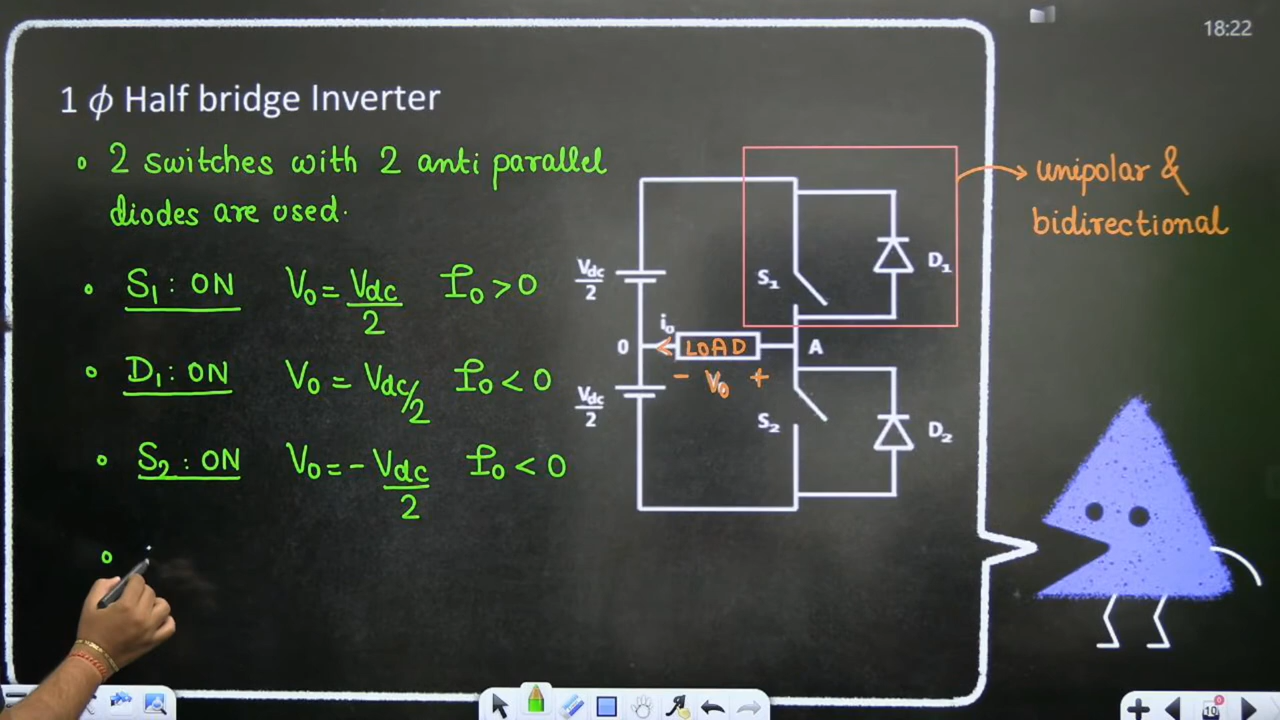 18:22
1 ϕ Half bridge Inverter
∘ 2 switches with 2 anti parallel
diodes are used.
∘ S₁ : ON V₀ = Vdc/2 I₀ > 0
∘ D₁ : ON V₀ = Vdc/2 I₀ < 0
∘ S₂ : ON V₀ = - Vdc/2 I₀ < 0
∘
unipolar &
bidirectional
Vdc/2
S₁
D₁
i₀
0
LOAD
A
- V₀ +
Vdc/2
S₂
D₂
10